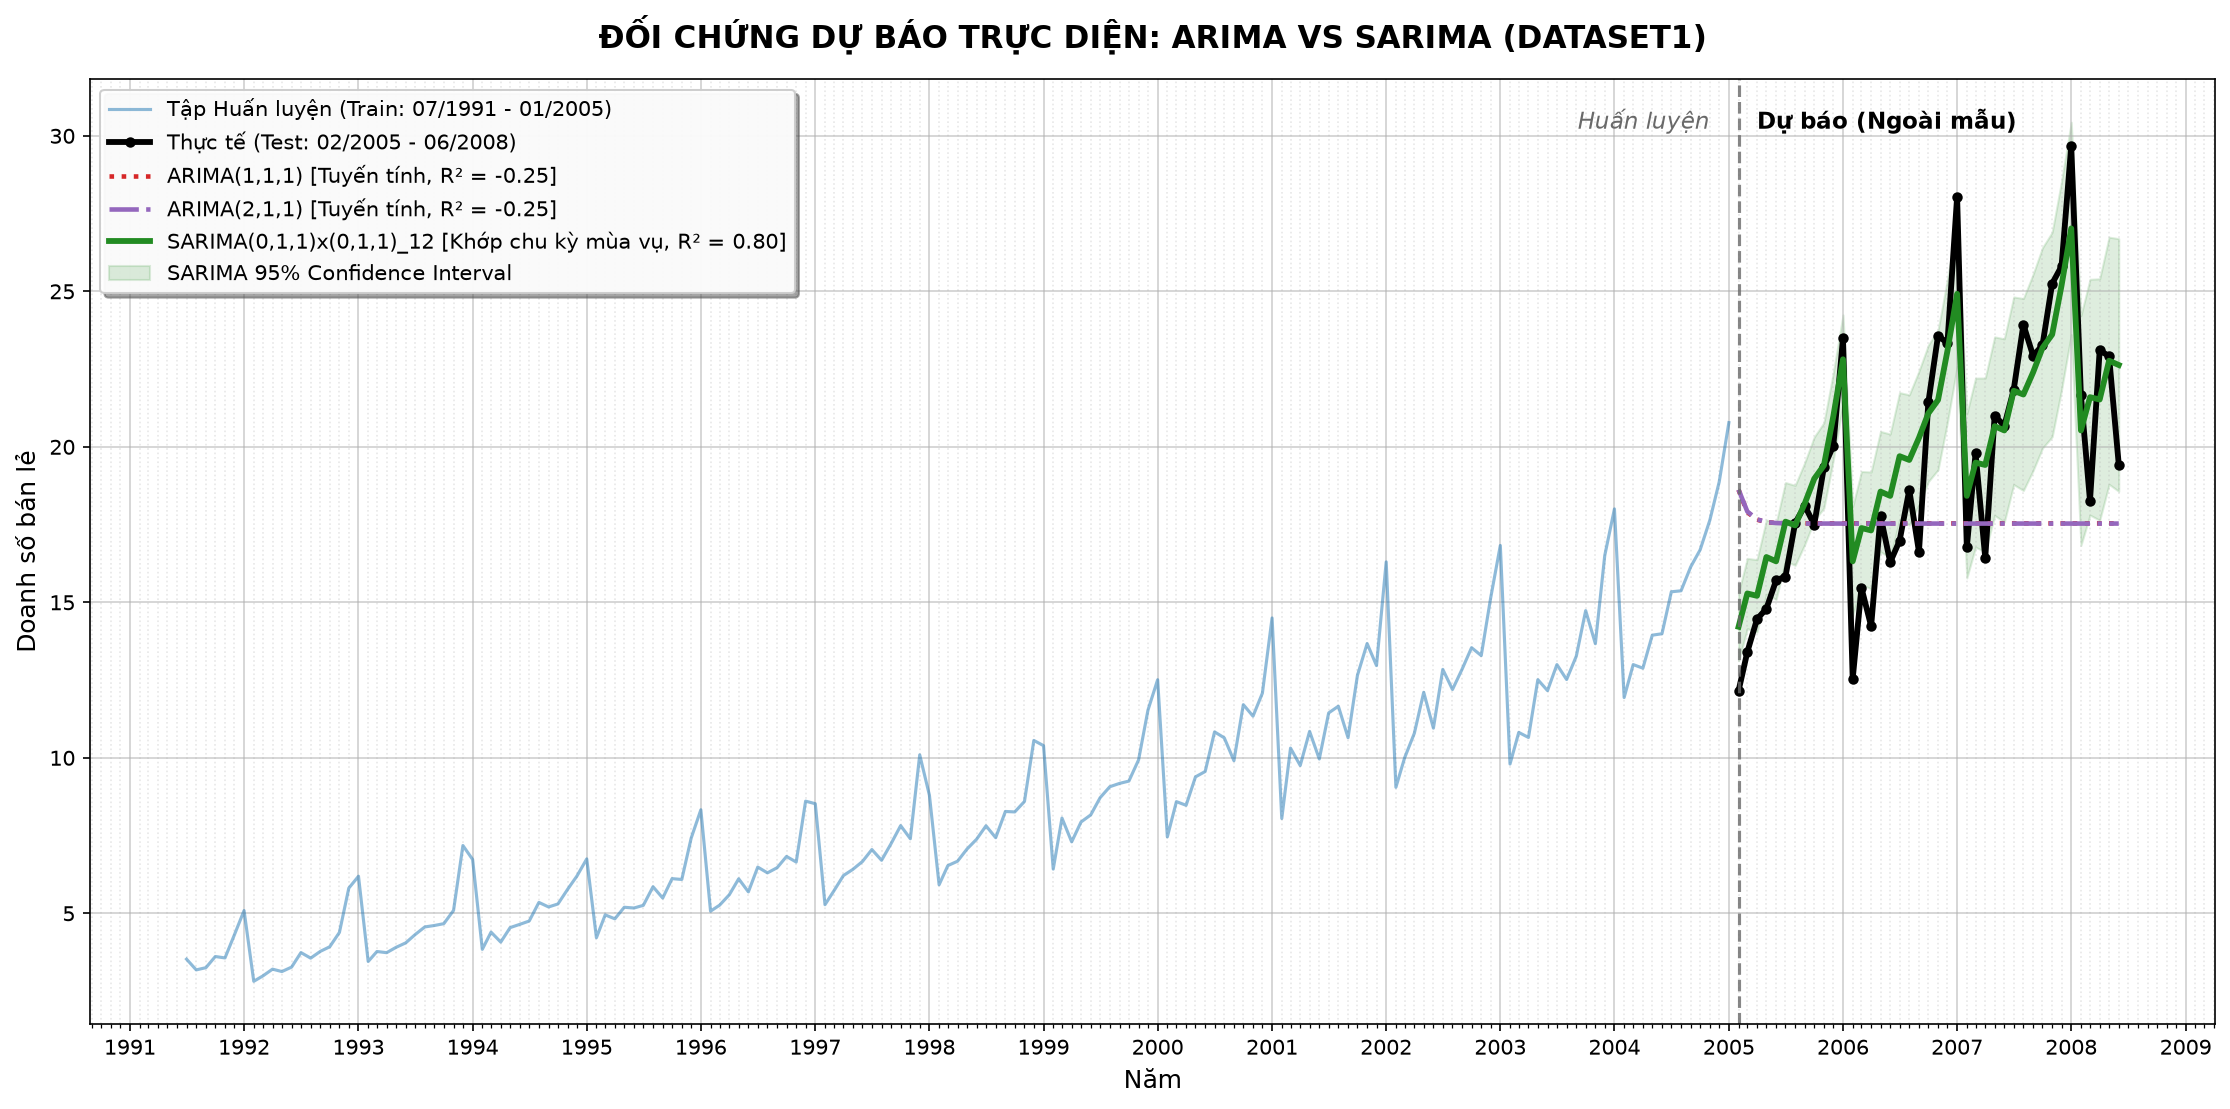 ĐỐI CHỨNG DỰ BÁO TRỰC DIỆN: ARIMA VS SARIMA (DATASET1)
Tập Huấn luyện (Train: 07/1991 - 01/2005)
Thực tế (Test: 02/2005 - 06/2008)
ARIMA(1,1,1) [Tuyến tính, R² = -0.25]
ARIMA(2,1,1) [Tuyến tính, R² = -0.25]
SARIMA(0,1,1)x(0,1,1)_12 [Khớp chu kỳ mùa vụ, R² = 0.80]
SARIMA 95% Confidence Interval
Huấn luyện
Dự báo (Ngoài mẫu)
Doanh số bán lẻ
30
25
20
15
10
5
1991 1992 1993 1994 1995 1996 1997 1998 1999 2000 2001 2002 2003 2004 2005 2006 2007 2008 2009
Năm